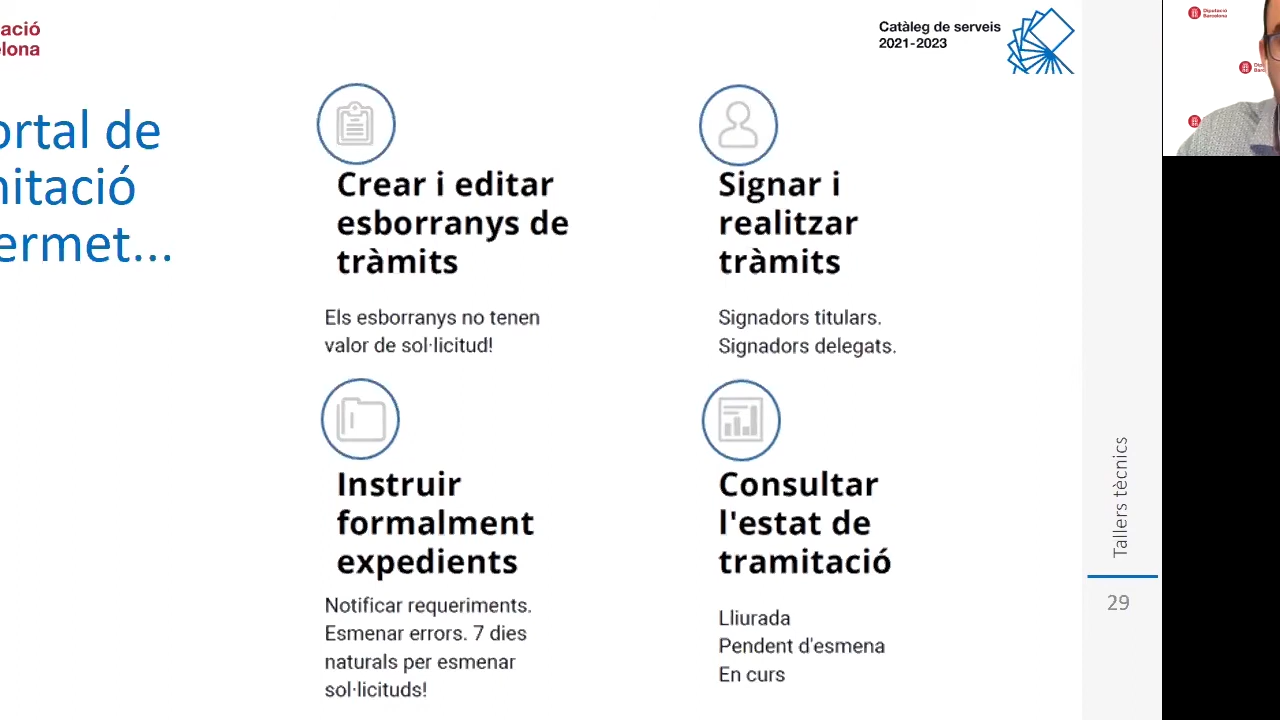 ació
elona
Catàleg de serveis
2021-2023
ortal de
nitació
ermet...
Crear i editar
esborranys de
tràmits
Els esborranys no tenen
valor de sol·licitud!
Signar i
realitzar
tràmits
Signadors titulars.
Signadors delegats.
Instruir
formalment
expedients
Notificar requeriments.
Esmenar errors. 7 dies
naturals per esmenar
sol·licituds!
Consultar
l'estat de
tramitació
Lliurada
Pendent d'esmena
En curs
Tallers tècnics
29
Diputació
Barcelona